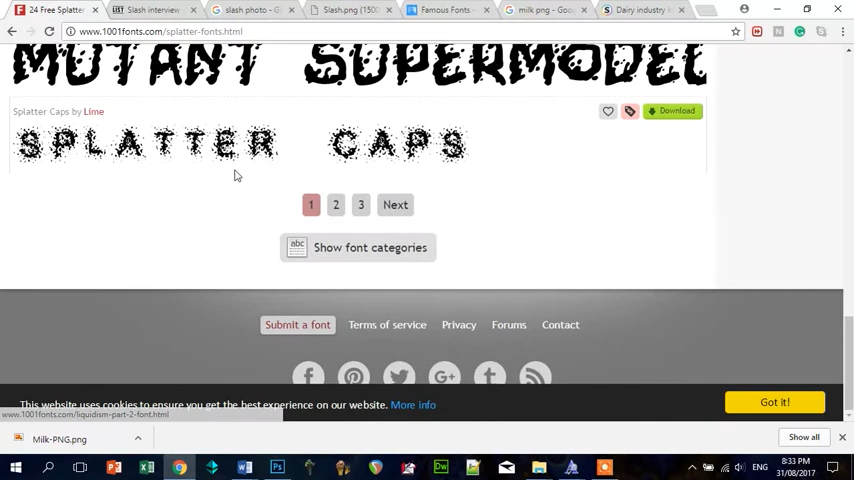 24 Free Splatter
Slash interview
slash photo - G
Slash.png (1500
Famous Fonts
milk png - Goo
Dairy industry i
www.1001fonts.com/splatter-fonts.html
MUTANT SUPERMODEL
Splatter Caps by Lime
Download
SPLATTER CAPS
1 2 3 Next
abc
Show font categories
Submit a font Terms of service Privacy Forums Contact
This website uses cookies to ensure you get the best experience on our website. More info
Got it!
www.1001fonts.com/liquidism-part-2-font.html
Milk-PNG.png
Show all
ENG
8:33 PM
31/08/2017